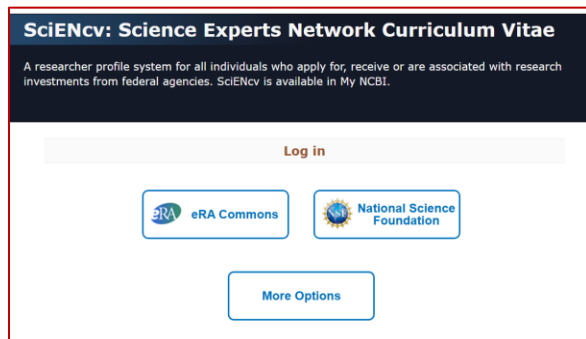 SciENcv: Science Experts Network Curriculum Vitae
A researcher profile system for all individuals who apply for, receive or are associated with research
investments from federal agencies. SciENcv is available in My NCBI.
Log in
eRA eRA Commons
NSF National Science
Foundation
More Options